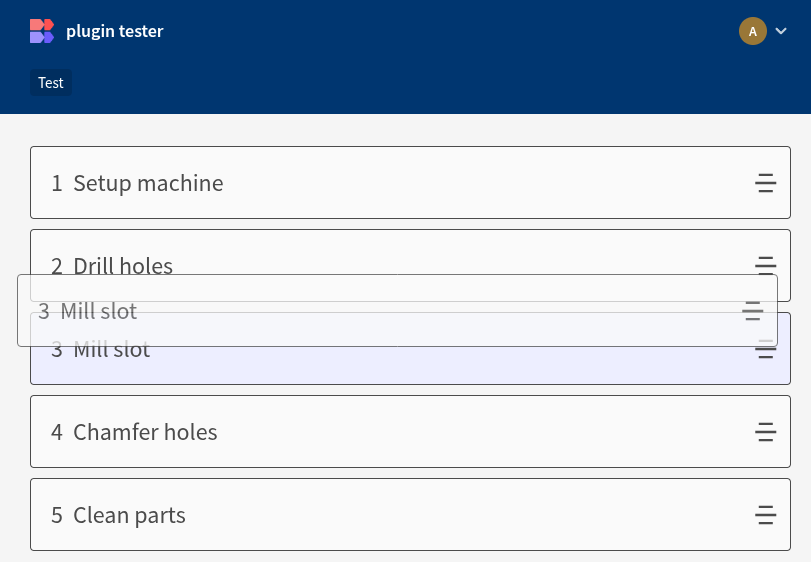 plugin tester
A
Test
1 Setup machine
2 Drill holes
3 Mill slot
3 Mill slot
4 Chamfer holes
5 Clean parts